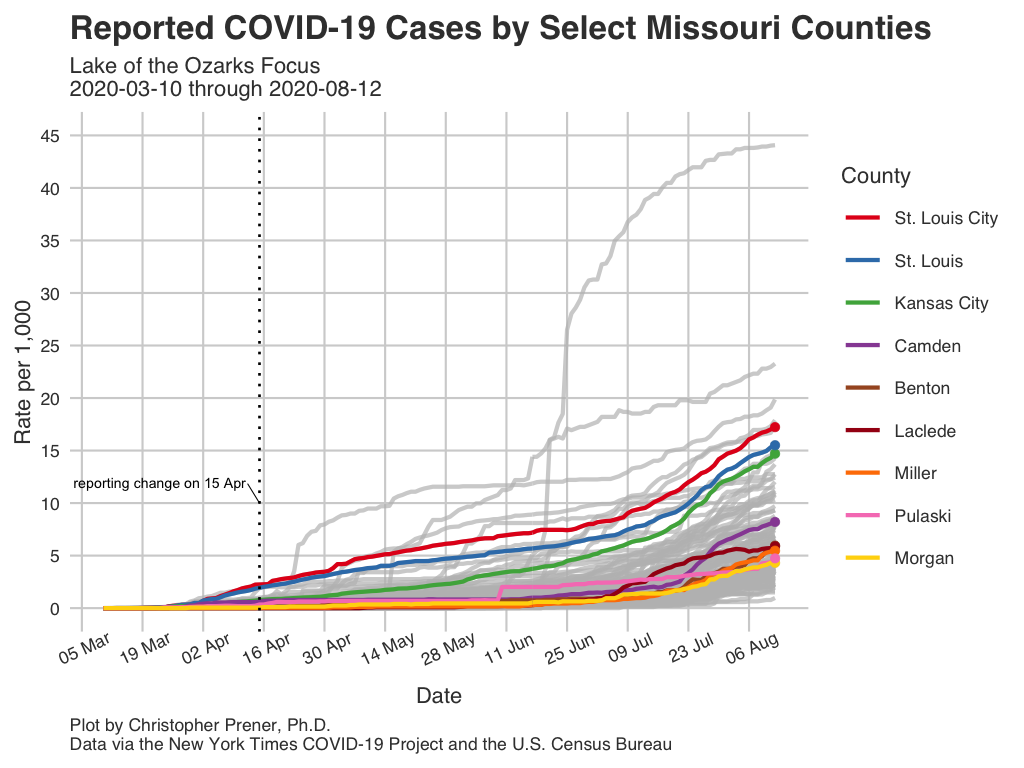 Reported COVID-19 Cases by Select Missouri Counties
Lake of the Ozarks Focus
2020-03-10 through 2020-08-12
Rate per 1,000
45
40
35
30
25
20
15
10
5
0
reporting change on 15 Apr
05 Mar
19 Mar
02 Apr
16 Apr
30 Apr
14 May
28 May
11 Jun
25 Jun
09 Jul
23 Jul
06 Aug
Date
County
St. Louis City
St. Louis
Kansas City
Camden
Benton
Laclede
Miller
Pulaski
Morgan
Plot by Christopher Prener, Ph.D.
Data via the New York Times COVID-19 Project and the U.S. Census Bureau